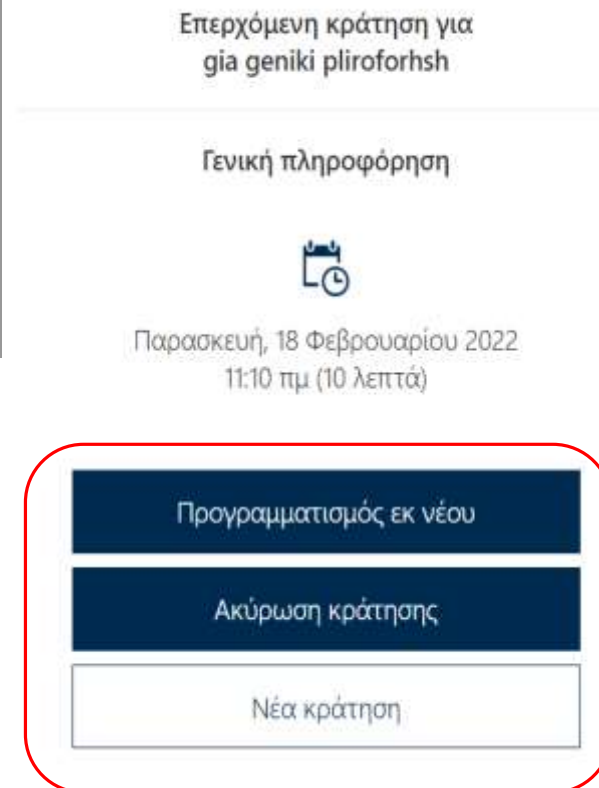 Επερχόμενη κράτηση για
gia geniki pliroforhsh
Γενική πληροφόρηση
Παρασκευή, 18 Φεβρουαρίου 2022
11:10 πμ (10 λεπτά)
Προγραμματισμός εκ νέου
Ακύρωση κράτησης
Νέα κράτηση